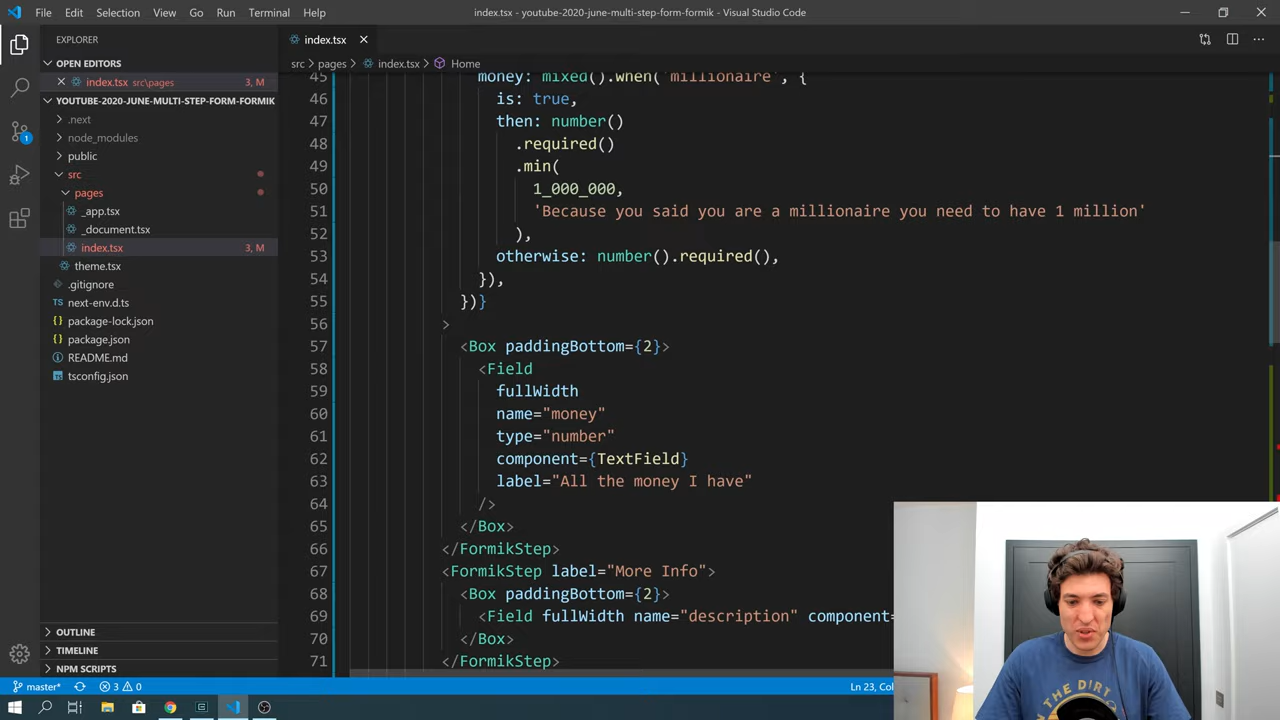 File Edit Selection View Go Run Terminal Help
index.tsx - youtube-2020-june-multi-step-form-formik - Visual Studio Code
EXPLORER
OPEN EDITORS
index.tsx src\pages 3, M
YOUTUBE-2020-JUNE-MULTI-STEP-FORM-FORMIK
.next
node_modules
public
src
pages
_app.tsx
_document.tsx
index.tsx 3, M
theme.tsx
.gitignore
next-env.d.ts
package-lock.json
package.json
README.md
tsconfig.json
OUTLINE
TIMELINE
NPM SCRIPTS
index.tsx
src > pages > index.tsx > Home
45 money: mixed().when('millionaire', {
46 is: true,
47 then: number()
48 .required()
49 .min(
50 1_000_000,
51 'Because you said you are a millionaire you need to have 1 million'
52 ),
53 otherwise: number().required(),
54 }),
55 })}
56 >
57 <Box paddingBottom={2}>
58 <Field
59 fullWidth
60 name="money"
61 type="number"
62 component={TextField}
63 label="All the money I have"
64 />
65 </Box>
66 </FormikStep>
67 <FormikStep label="More Info">
68 <Box paddingBottom={2}>
69 <Field fullWidth name="description" component=
70 </Box>
71 </FormikStep>
master* 3 0 Ln 23, Col
1
N THE DIRT